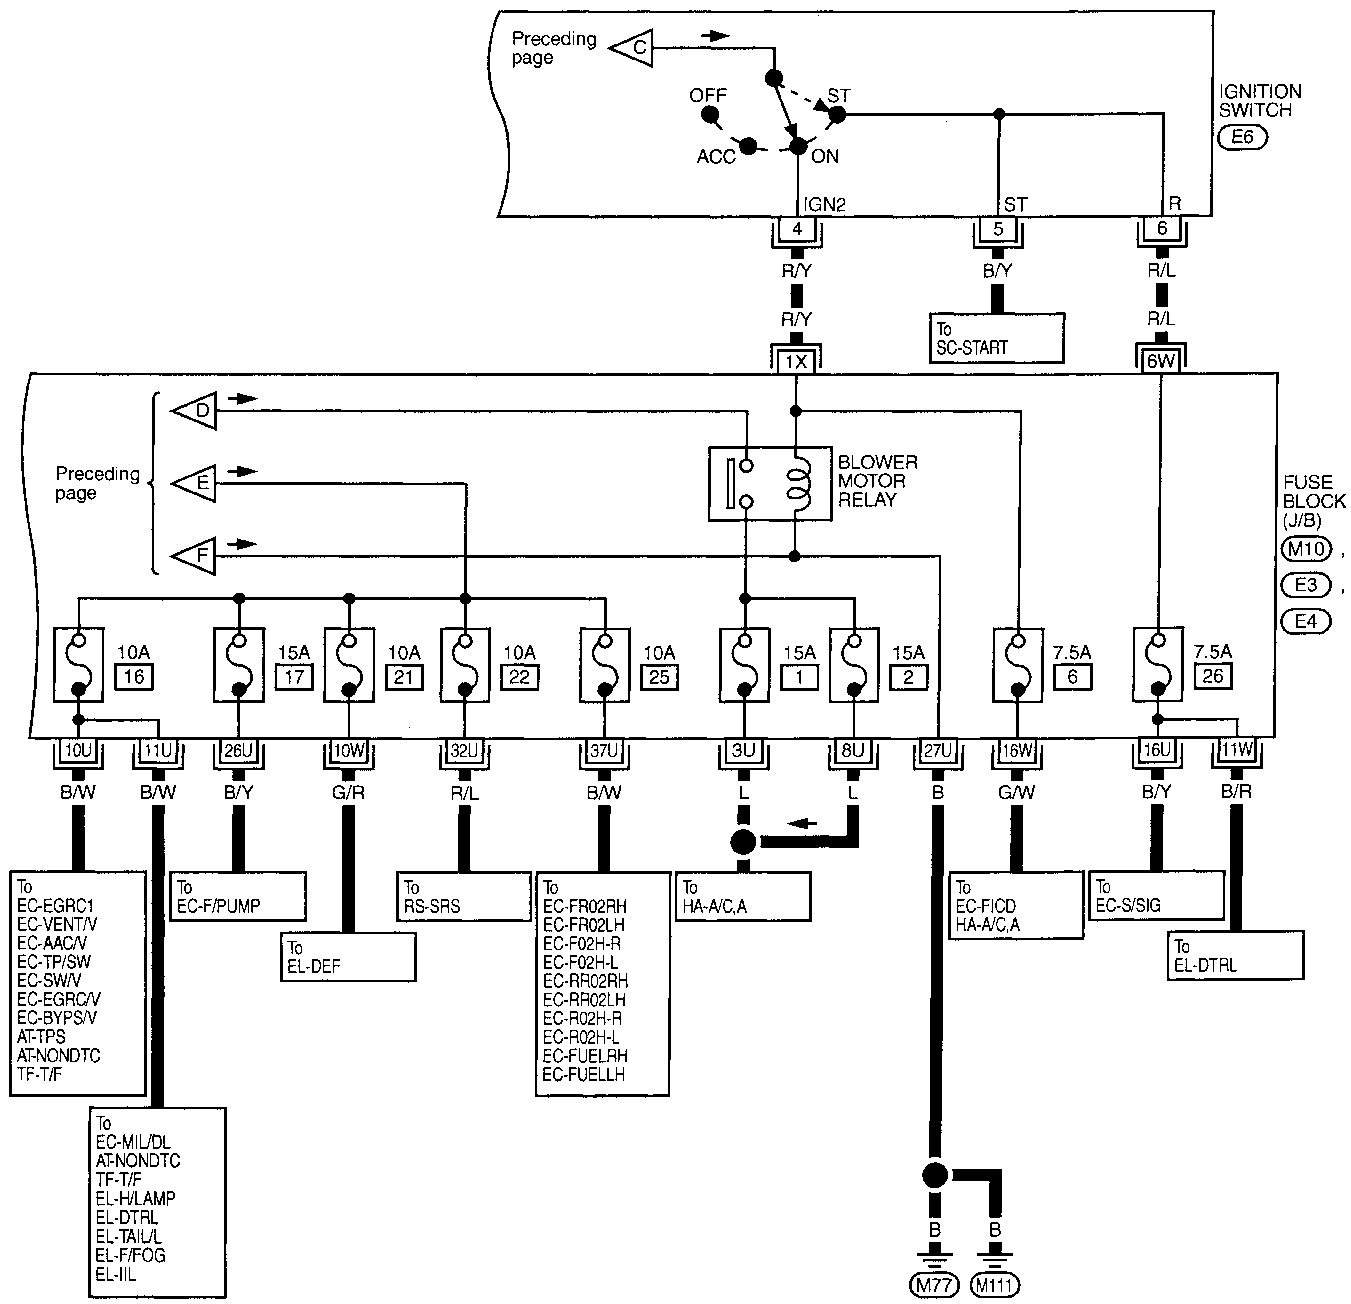 Preceding
page
C
OFF
ST
ACC
ON
IGNITION
SWITCH
E6
IGN2
ST
R
4
5
6
R/Y
B/Y
R/L
R/Y
R/L
To
SC-START
1X
6W
D
E
F
Preceding
page
BLOWER
MOTOR
RELAY
FUSE
BLOCK
(J/B)
M10 ,
E3 ,
E4
10A
16
15A
17
10A
21
10A
22
10A
25
15A
1
15A
2
7.5A
6
7.5A
26
10U
11U
26U
10W
32U
37U
3U
8U
27U
16W
16U
11W
B/W
B/W
B/Y
G/R
R/L
B/W
L
L
B
G/W
B/Y
B/R
To
EC-EGRC1
EC-VENT/V
EC-AAC/V
EC-TP/SW
EC-SW/V
EC-EGRC/V
EC-BYPS/V
AT-TPS
AT-NONDTC
TF-T/F
To
EC-F/PUMP
To
EL-DEF
To
RS-SRS
To
EC-FR02RH
EC-FR02LH
EC-F02H-R
EC-F02H-L
EC-RR02RH
EC-RR02LH
EC-R02H-R
EC-R02H-L
EC-FUELRH
EC-FUELLH
To
HA-A/C,A
To
EC-FICD
HA-A/C,A
To
EC-S/SIG
To
EL-DTRL
To
EC-MIL/DL
AT-NONDTC
TF-T/F
EL-H/LAMP
EL-DTRL
EL-TAIL/L
EL-F/FOG
EL-IIL
B
B
M77
M111